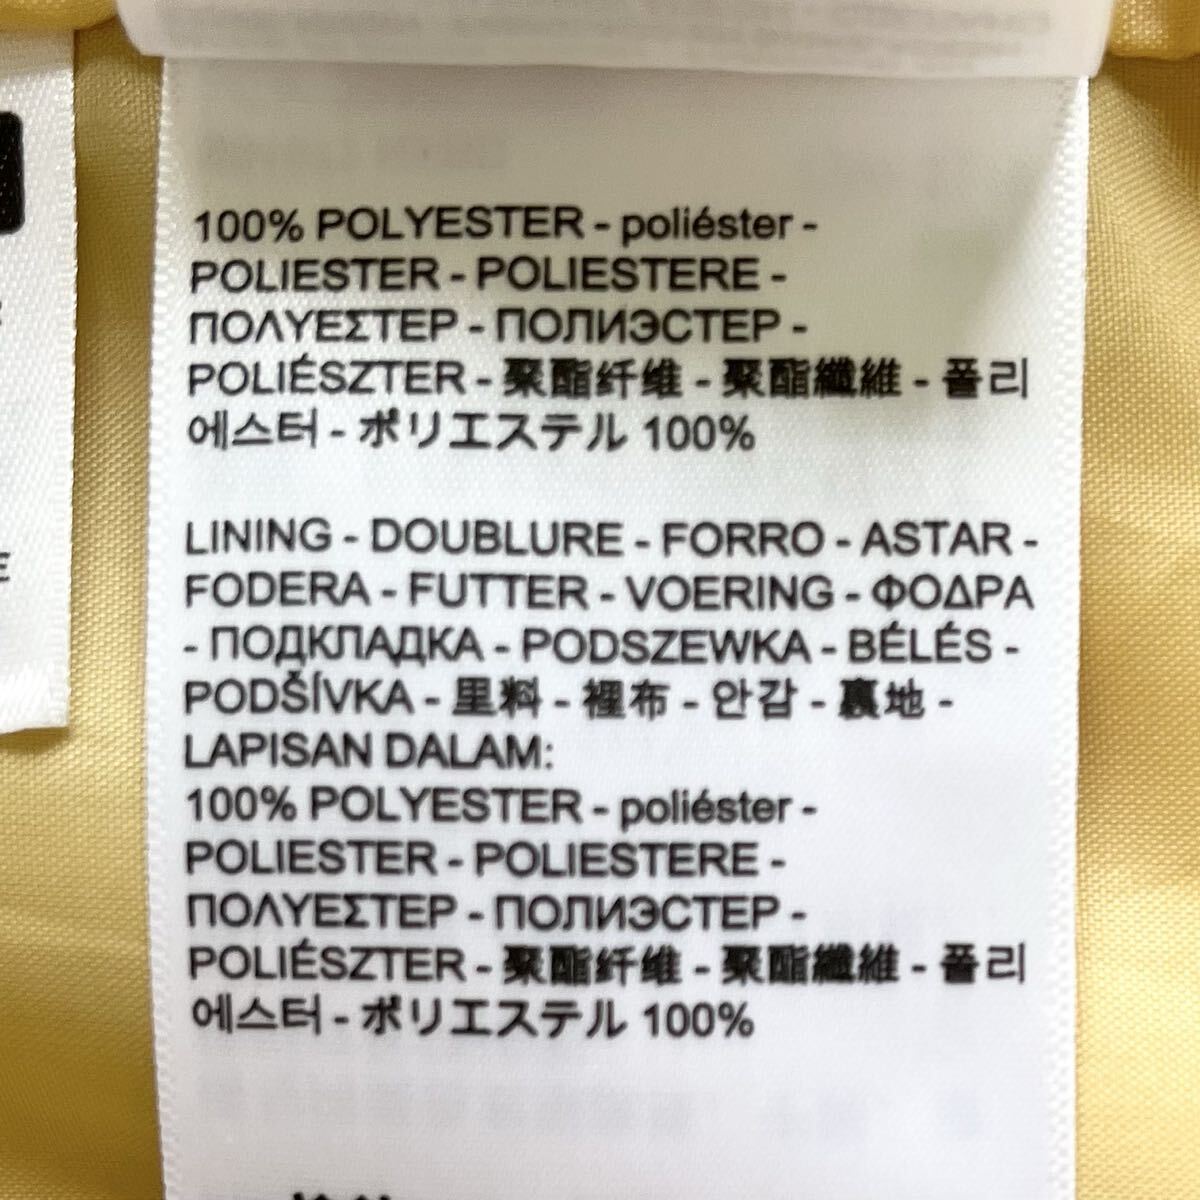 100% POLYESTER - poliéster -
POLIESTER - POLIESTERE -
ΠΟΛΥΕΣΤΕΡ - ПОЛИЭСТЕР -
POLIÉSZTER - 聚酯纤维 - 聚酯纖維 - 폴리
에스터 - ポリエステル 100%
LINING - DOUBLURE - FORRO - ASTAR -
FODERA - FUTTER - VOERING - ΦΟΔΡΑ
- ПОДКЛАДКА - PODSZEWKA - BÉLÉS -
PODŠÍVKA - 里料 - 裡布 - 안감 - 裏地 -
LAPISAN DALAM:
100% POLYESTER - poliéster -
POLIESTER - POLIESTERE -
ΠΟΛΥΕΣΤΕΡ - ПОЛИЭСТЕР -
POLIÉSZTER - 聚酯纤维 - 聚酯纖維 - 폴리
에스터 - ポリエステル 100%